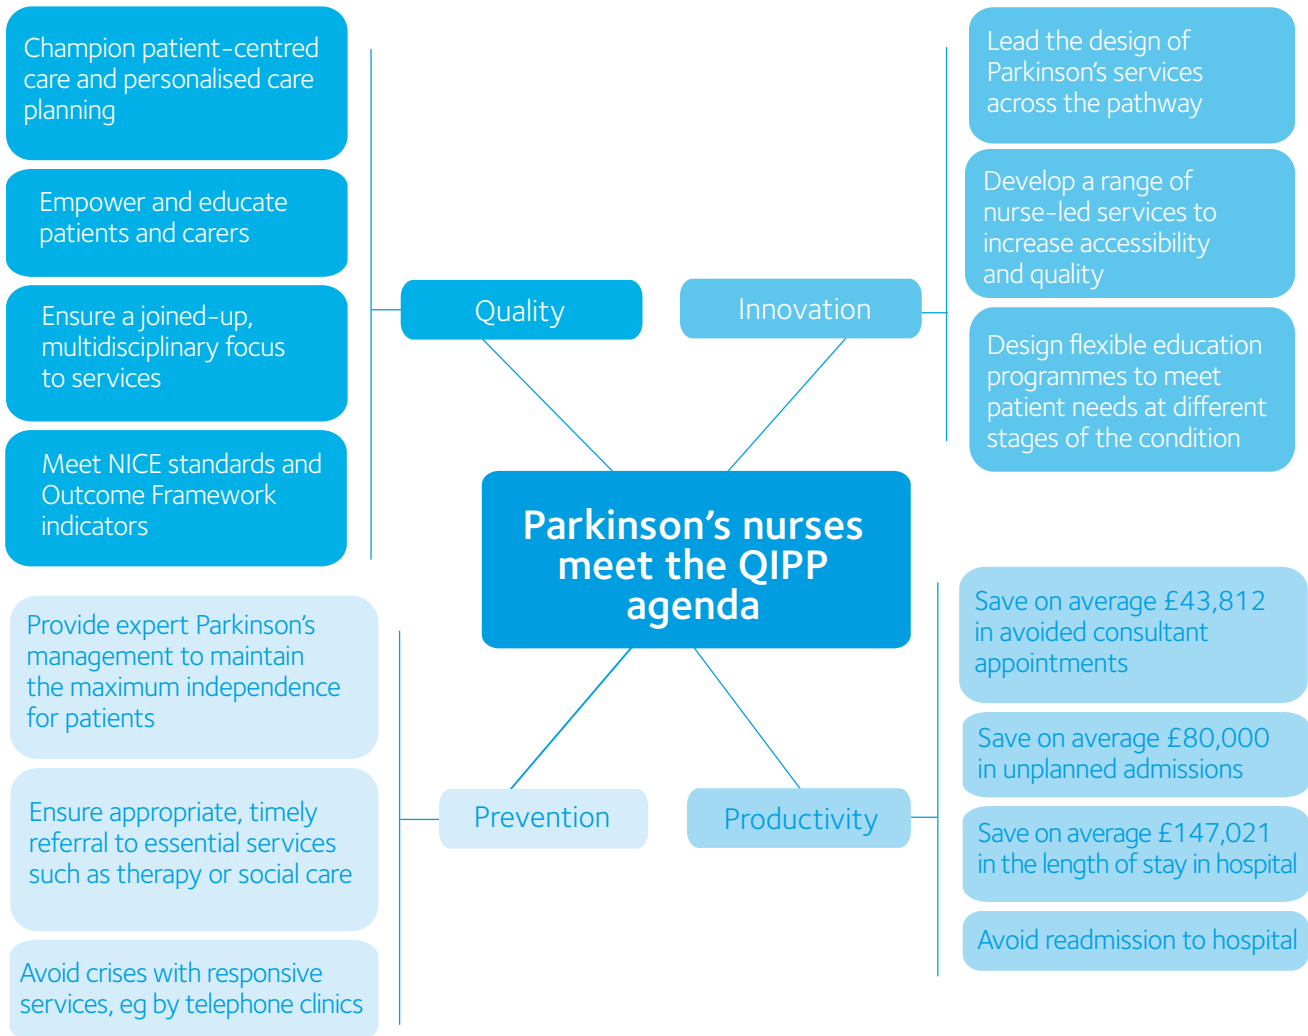 Champion patient-centred
care and personalised care
planning
Empower and educate
patients and carers
Ensure a joined-up,
multidisciplinary focus
to services
Meet NICE standards and
Outcome Framework
indicators
Quality
Innovation
Lead the design of
Parkinson’s services
across the pathway
Develop a range of
nurse-led services to
increase accessibility
and quality
Design flexible education
programmes to meet
patient needs at different
stages of the condition
Parkinson’s nurses
meet the QIPP
agenda
Provide expert Parkinson’s
management to maintain
the maximum independence
for patients
Ensure appropriate, timely
referral to essential services
such as therapy or social care
Avoid crises with responsive
services, eg by telephone clinics
Prevention
Productivity
Save on average £43,812
in avoided consultant
appointments
Save on average £80,000
in unplanned admissions
Save on average £147,021
in the length of stay in hospital
Avoid readmission to hospital